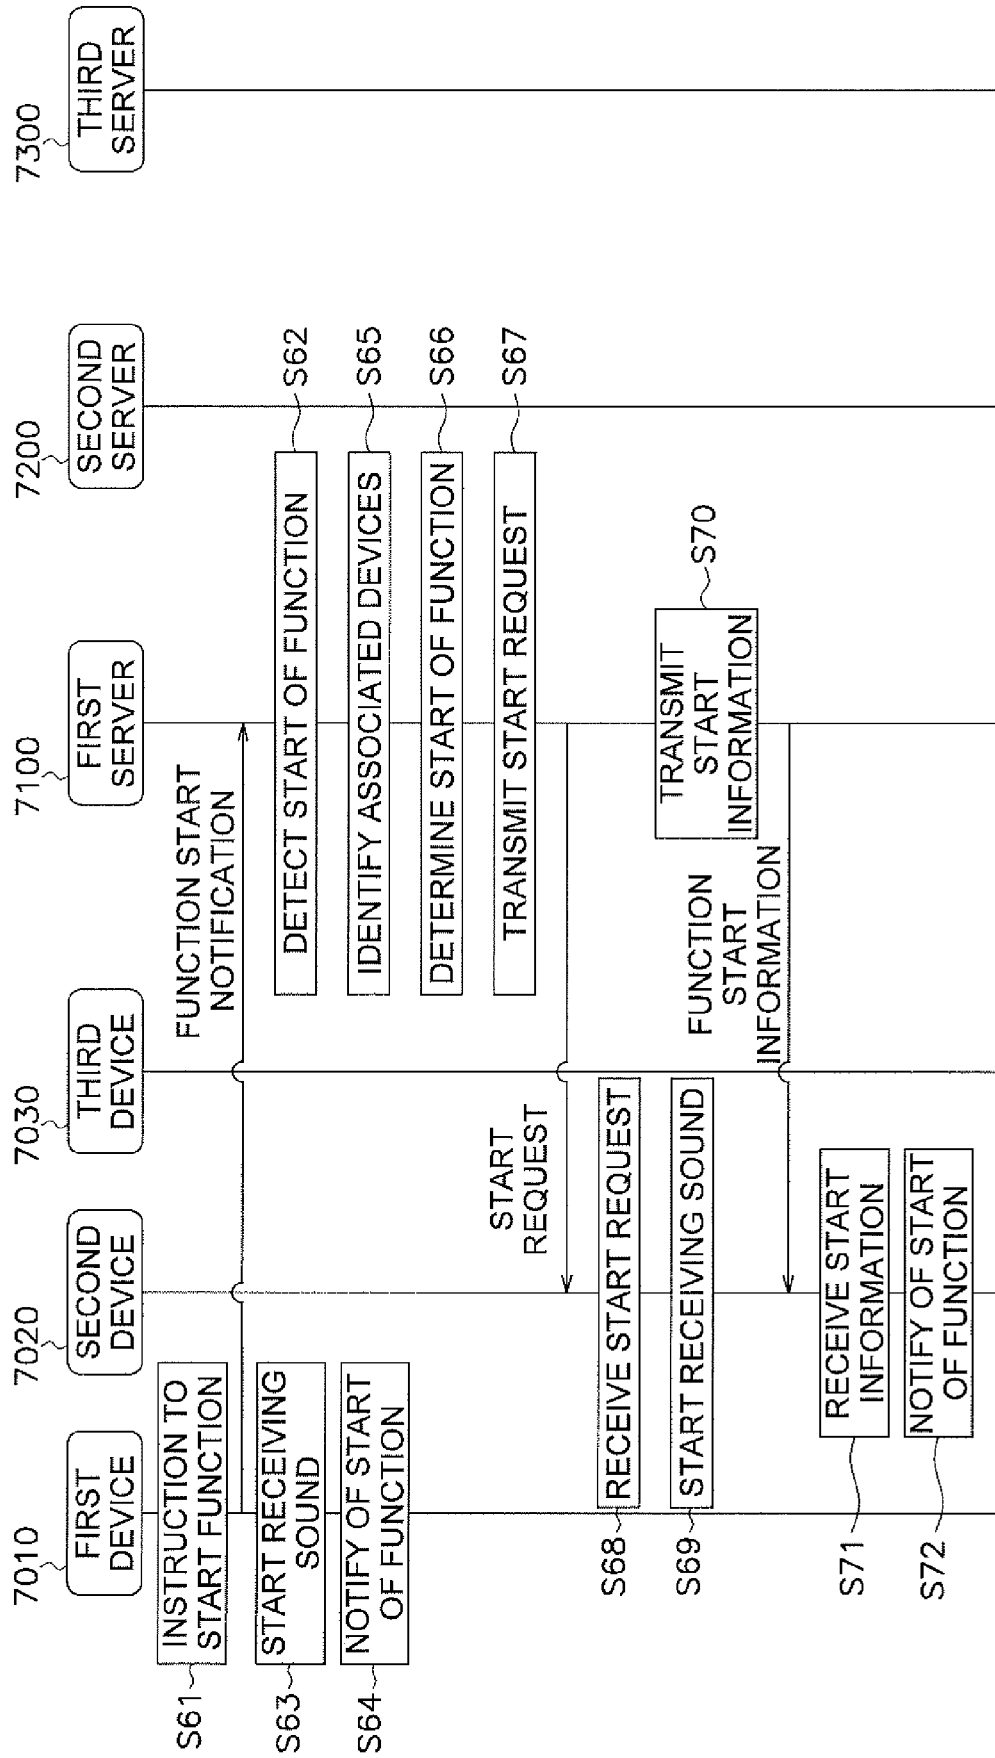 7010
FIRST
DEVICE
7020
SECOND
DEVICE
7030
THIRD
DEVICE
7100
FIRST
SERVER
7200
SECOND
SERVER
7300
THIRD
SERVER
S61
INSTRUCTION TO
START FUNCTION
FUNCTION START
NOTIFICATION
S63
START RECEIVING
SOUND
DETECT START OF FUNCTION
S62
S64
NOTIFY OF START
OF FUNCTION
IDENTIFY ASSOCIATED DEVICES
S65
DETERMINE START OF FUNCTION
S66
TRANSMIT START REQUEST
S67
START
REQUEST
S68
RECEIVE START REQUEST
S69
START RECEIVING SOUND
TRANSMIT
START
INFORMATION
S70
FUNCTION
START
INFORMATION
S71
RECEIVE START
INFORMATION
S72
NOTIFY OF START
OF FUNCTION